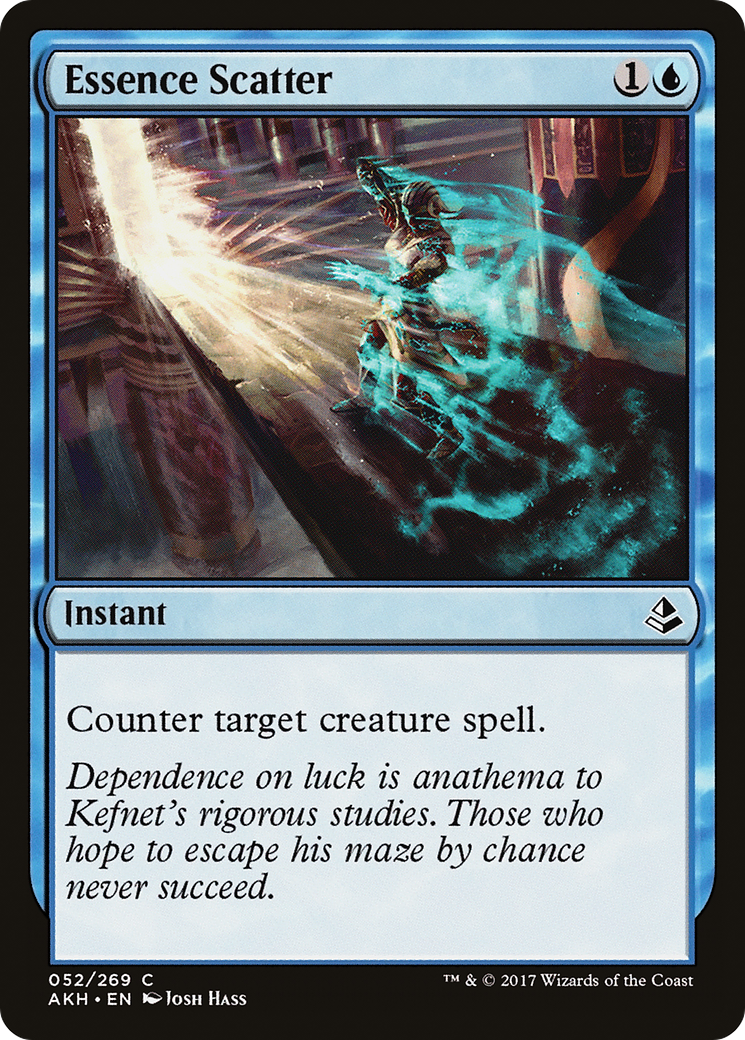 Essence Scatter 1
Instant
Counter target creature spell.
Dependence on luck is anathema to
Kefnet's rigorous studies. Those who
hope to escape his maze by chance
never succeed.
052/269 C
™ & © 2017 Wizards of the Coast
AKH • EN Josh Hass